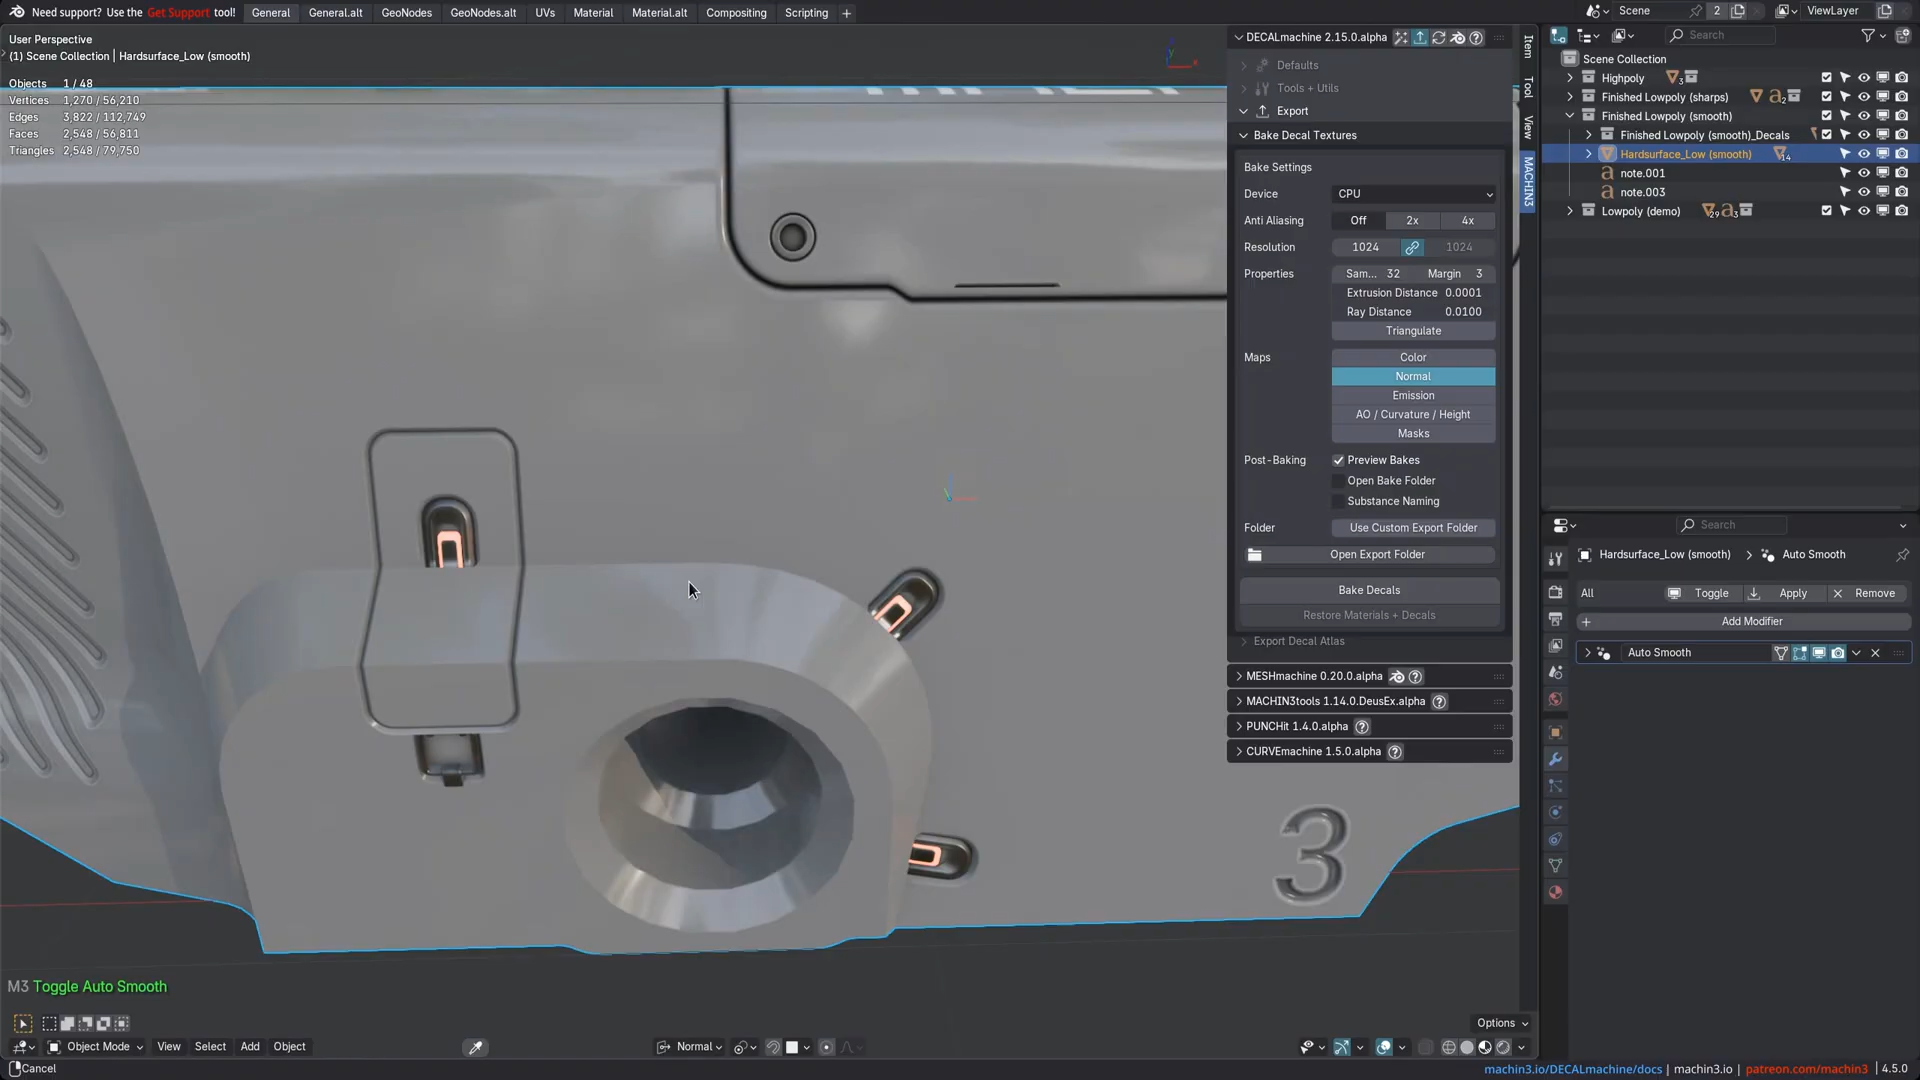 Need support? Use the Get Support tool!
General
General.alt
GeoNodes
GeoNodes.alt
UVs
Material
Material.alt
Compositing
Scripting
+
Scene
2
ViewLayer
User Perspective
(1) Scene Collection | Hardsurface_Low (smooth)
Objects 1 / 48
Vertices 1,270 / 56,210
Edges 3,822 / 112,749
Faces 2,548 / 56,811
Triangles 2,548 / 79,750
DECALmachine 2.15.0.alpha
Defaults
Tools + Utils
Export
Bake Decal Textures
Bake Settings
Device CPU
Anti Aliasing Off 2x 4x
Resolution 1024 1024
Properties Sam... 32 Margin 3
Extrusion Distance 0.0001
Ray Distance 0.0100
Triangulate
Maps Color
Normal
Emission
AO / Curvature / Height
Masks
Post-Baking Preview Bakes
Open Bake Folder
Substance Naming
Folder Use Custom Export Folder
Open Export Folder
Bake Decals
Restore Materials + Decals
Export Decal Atlas
MESHmachine 0.20.0.alpha
MACHIN3tools 1.14.0.DeusEx.alpha
PUNCHit 1.4.0.alpha
CURVEmachine 1.5.0.alpha
Item
Tool
View
MACHIN3
Search
Scene Collection
Highpoly 3
Finished Lowpoly (sharps) 2
Finished Lowpoly (smooth)
Finished Lowpoly (smooth)_Decals
Hardsurface_Low (smooth) 14
note.001
note.003
Lowpoly (demo) 29 3
Search
Hardsurface_Low (smooth) > Auto Smooth
All Toggle Apply Remove
Add Modifier
Auto Smooth
3
M3 Toggle Auto Smooth
Options
Object Mode View Select Add Object
Normal
Cancel
machin3.io/DECALmachine/docs | machin3.io | patreon.com/machin3 | 4.5.0